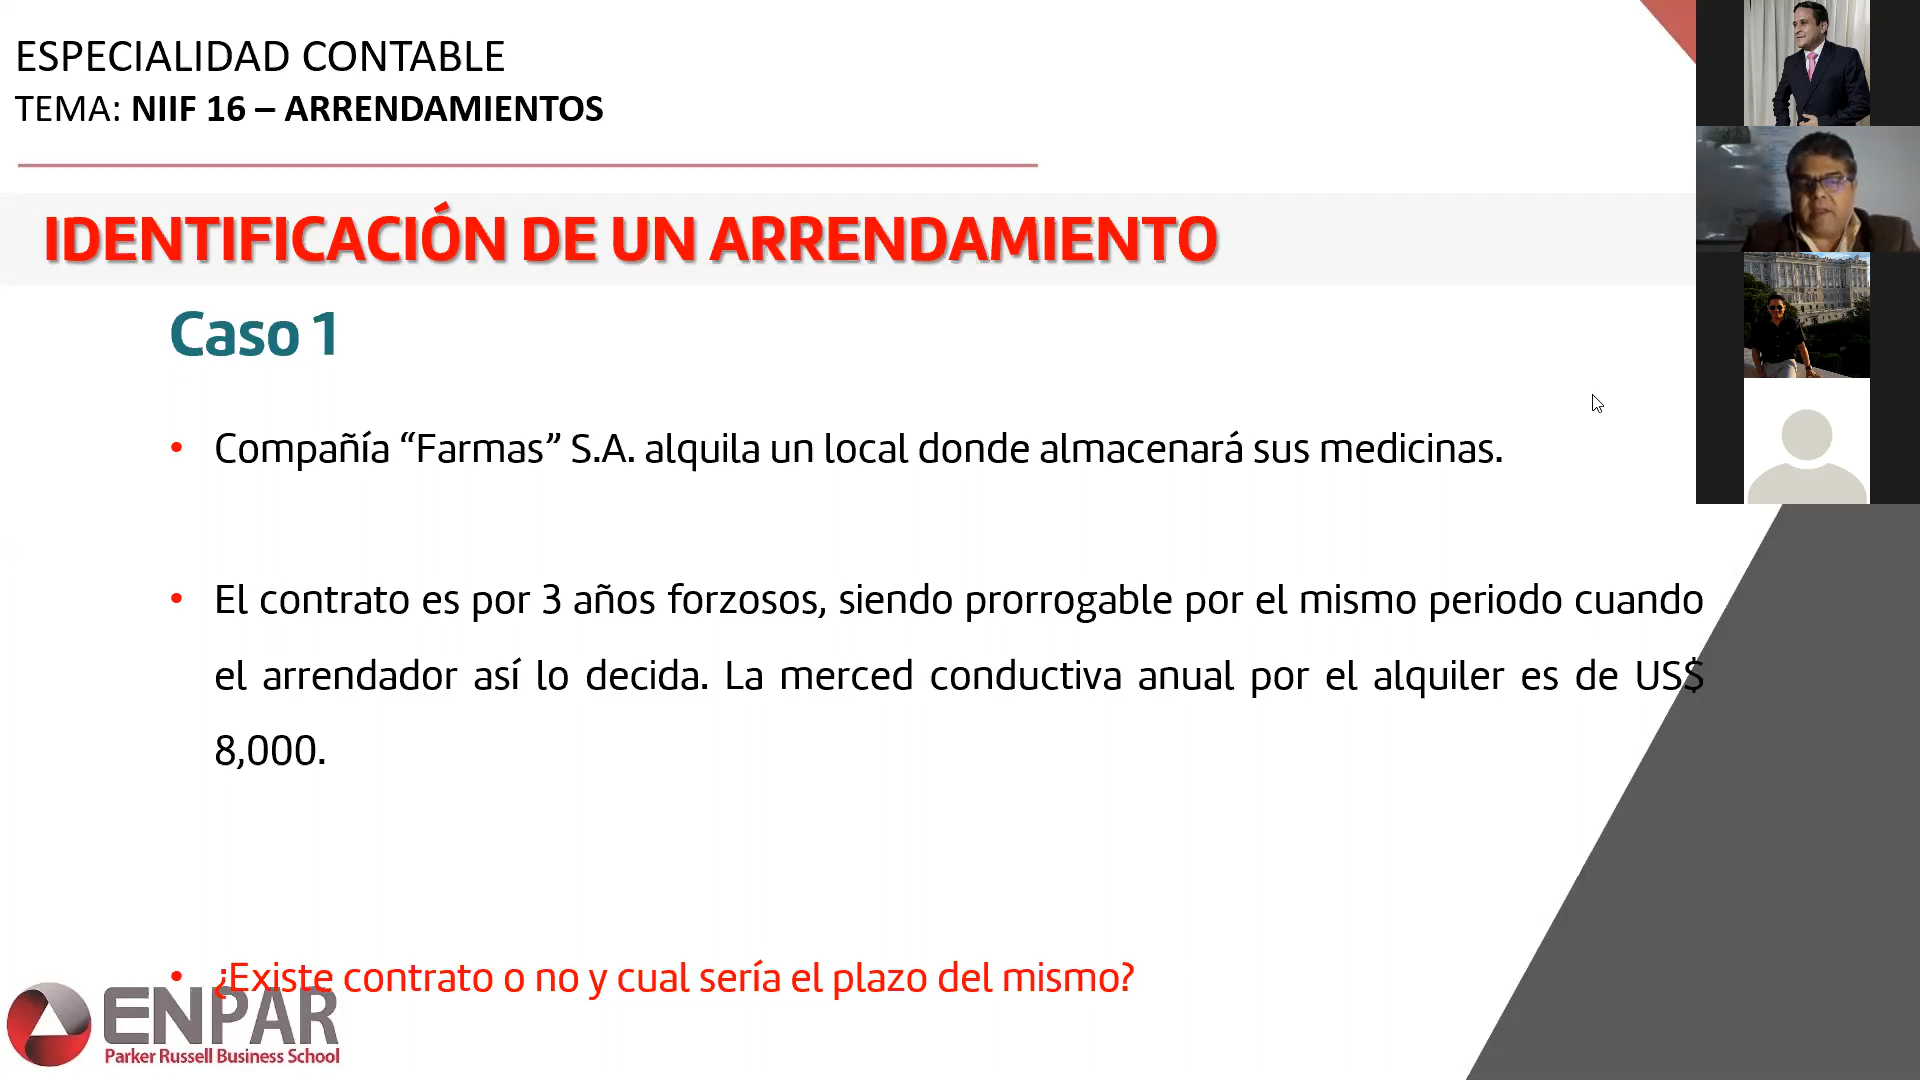 ESPECIALIDAD CONTABLE
TEMA: NIIF 16 – ARRENDAMIENTOS
IDENTIFICACIÓN DE UN ARRENDAMIENTO
Caso 1
• Compañía “Farmas” S.A. alquila un local donde almacenará sus medicinas.
• El contrato es por 3 años forzosos, siendo prorrogable por el mismo periodo cuando
el arrendador así lo decida. La merced conductiva anual por el alquiler es de US$
8,000.
• ¿Existe contrato o no y cual sería el plazo del mismo?
ENPAR
Parker Russell Business School